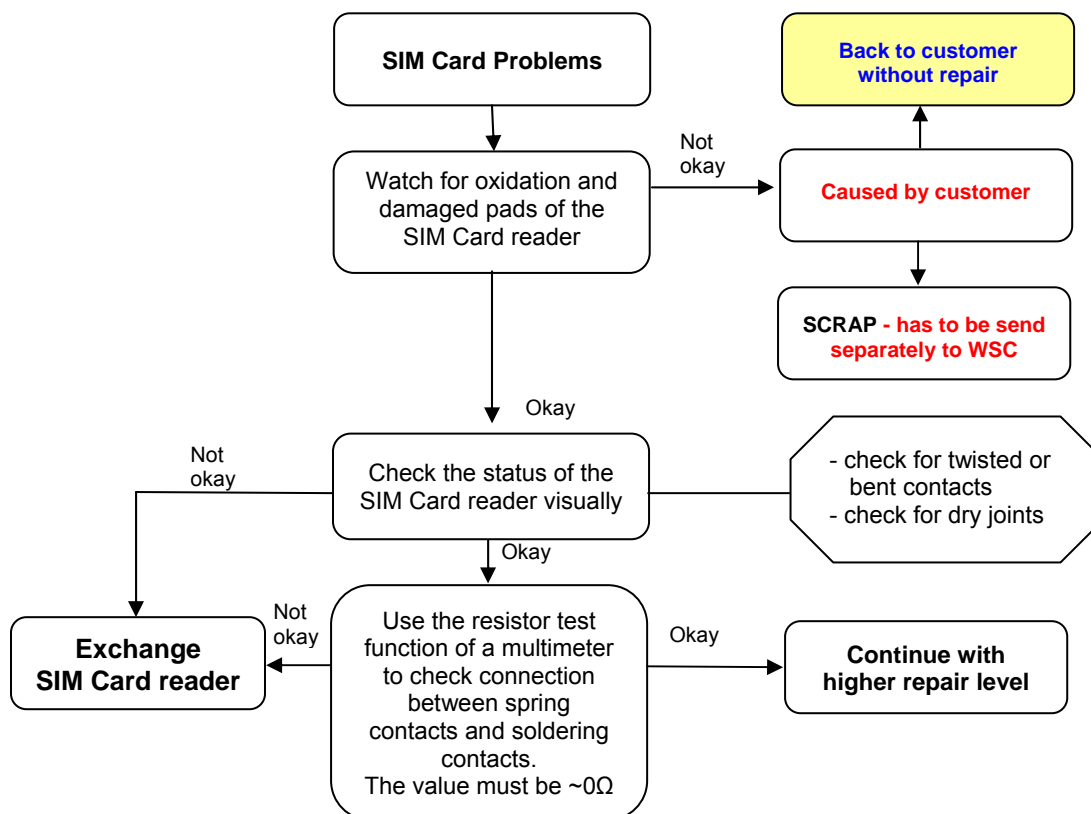 SIM Card Problems
Back to customer
without repair
Not
okay
Watch for oxidation and
damaged pads of the
SIM Card reader
Caused by customer
SCRAP - has to be send
separately to WSC
Okay
Not
okay
Check the status of the
SIM Card reader visually
- check for twisted or
bent contacts
- check for dry joints
Okay
Exchange
SIM Card reader
Not
okay
Use the resistor test
function of a multimeter
to check connection
between spring
contacts and soldering
contacts.
The value must be ~0Ω
Okay
Continue with
higher repair level